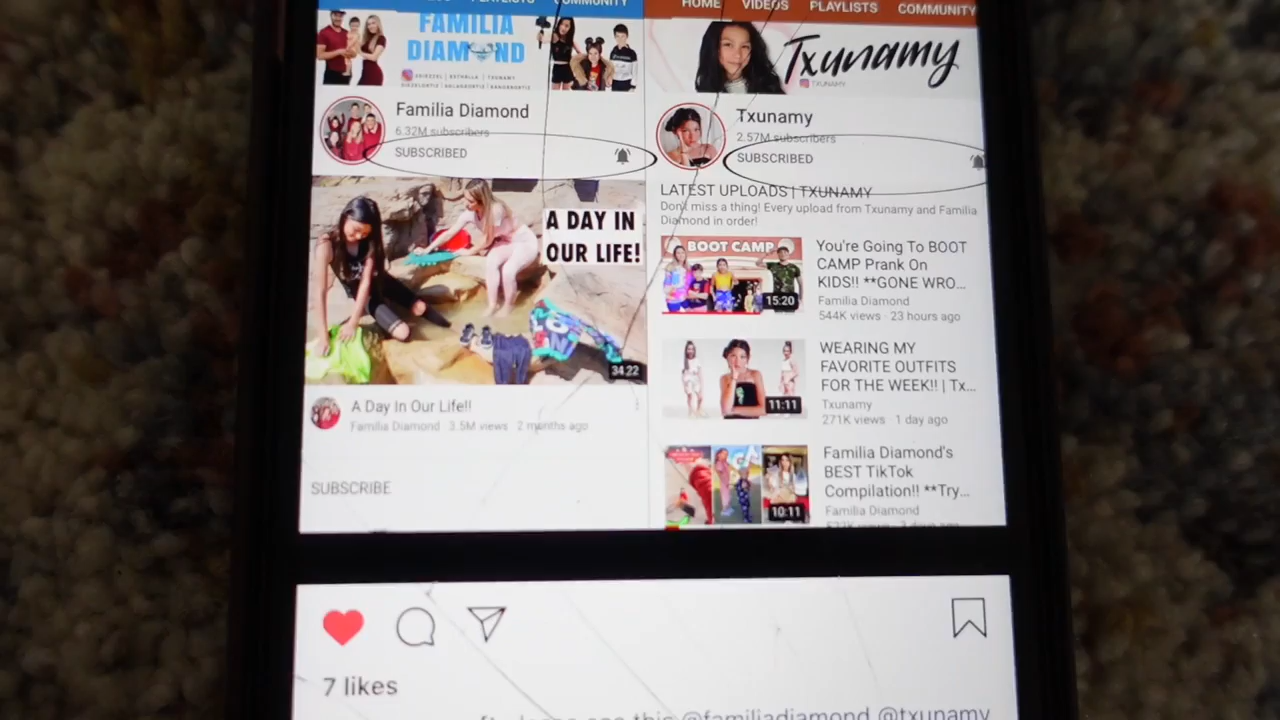 PLAYLISTS
COMMUNITY
FAMILIA
DIAMOND
Familia Diamond
6.32M subscribers
SUBSCRIBED
A DAY IN
OUR LIFE!
34:22
A Day In Our Life!!
Familia Diamond · 3.5M views · 2 months ago
SUBSCRIBE
HOME VIDEOS PLAYLISTS COMMUNITY
Txunamy
TXUNAMY
Txunamy
2.57M subscribers
SUBSCRIBED
LATEST UPLOADS | TXUNAMY
Don't miss a thing! Every upload from Txunamy and Familia
Diamond in order!
BOOT CAMP
15:20
You're Going To BOOT
CAMP Prank On
KIDS!! **GONE WRO...
Familia Diamond
544K views · 23 hours ago
11:11
WEARING MY
FAVORITE OUTFITS
FOR THE WEEK!! | Tx...
Txunamy
271K views · 1 day ago
10:11
Familia Diamond's
BEST TikTok
Compilation!! **Try...
Familia Diamond
7 likes
see this @familiadiamond @txunamy